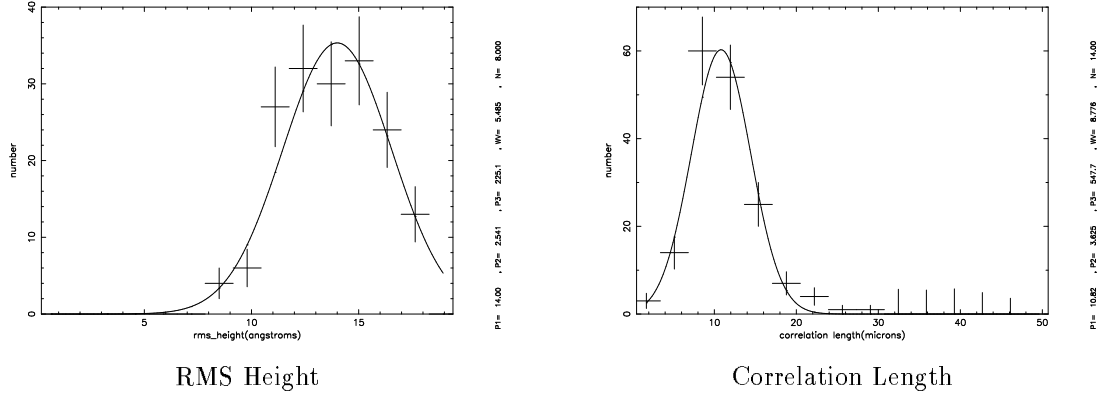 40
30
20
10
0
number
5 10 15
rms_height(angstroms)
P1= 14.00 , P2= 2.541 , P3= 225.1 , WV= 5.485 , N= 8.000
RMS Height
60
40
20
0
number
10 20 30 40 50
correlation length(microns)
P1= 10.82 , P2= 3.625 , P3= 547.7 , WV= 8.776 , N= 14.00
Correlation Length